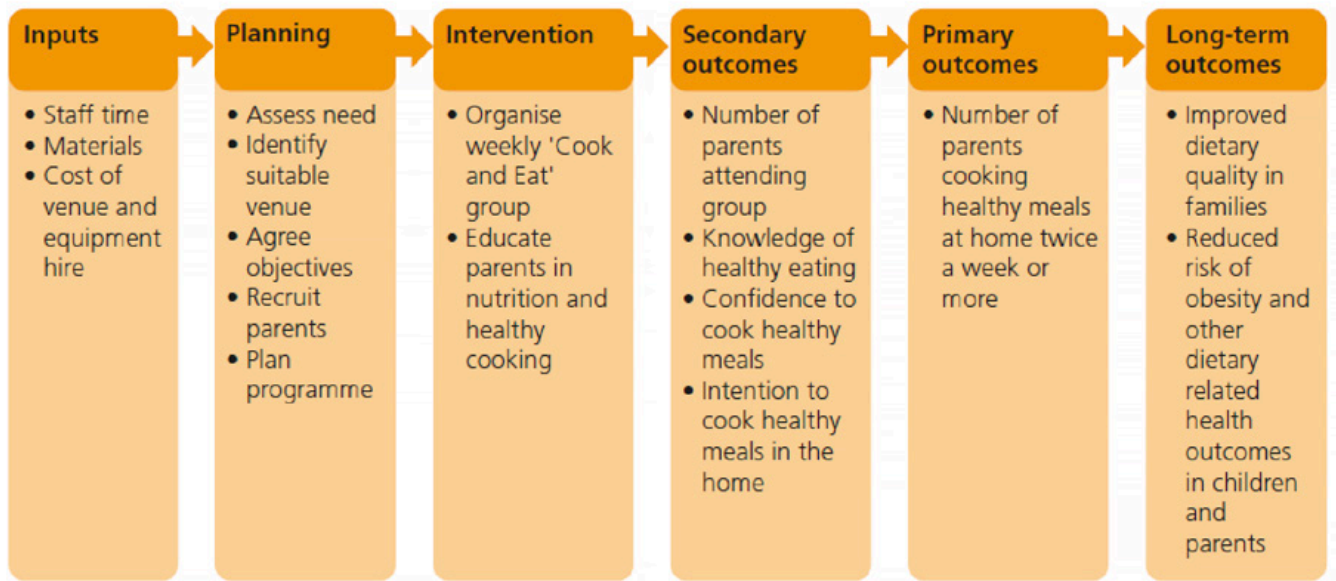 Inputs
• Staff time
• Materials
• Cost of
venue and
equipment
hire
Planning
• Assess need
• Identify
suitable
venue
• Agree
objectives
• Recruit
parents
• Plan
programme
Intervention
• Organise
weekly 'Cook
and Eat'
group
• Educate
parents in
nutrition and
healthy
cooking
Secondary
outcomes
• Number of
parents
attending
group
• Knowledge of
healthy eating
• Confidence to
cook healthy
meals
• Intention to
cook healthy
meals in the
home
Primary
outcomes
• Number of
parents
cooking
healthy meals
at home twice
a week or
more
Long-term
outcomes
• Improved
dietary
quality in
families
• Reduced
risk of
obesity and
other
dietary
related
health
outcomes
in children
and
parents